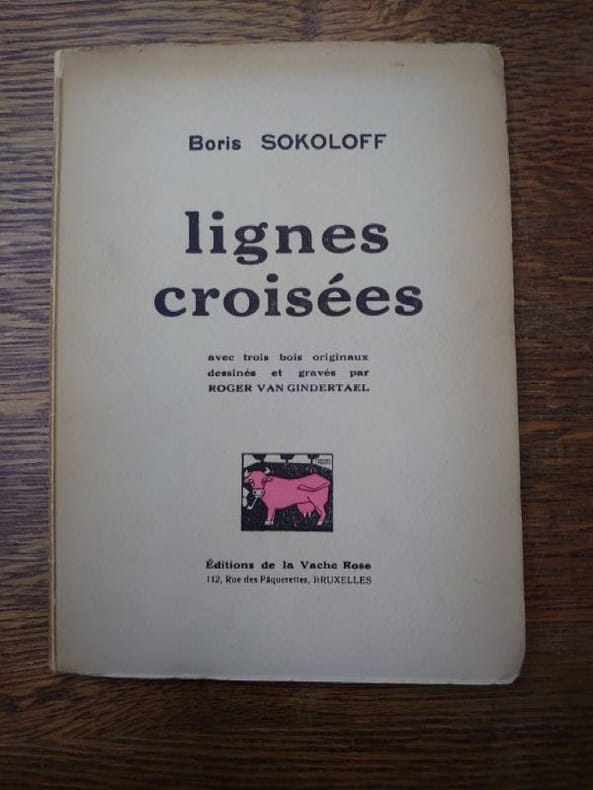 Boris SOKOLOFF
lignes
croisées
avec trois bois originaux
dessinés et gravés par
ROGER VAN GINDERTAEL
Éditions de la Vache Rose
112, Rue des Pâquerettes, BRUXELLES